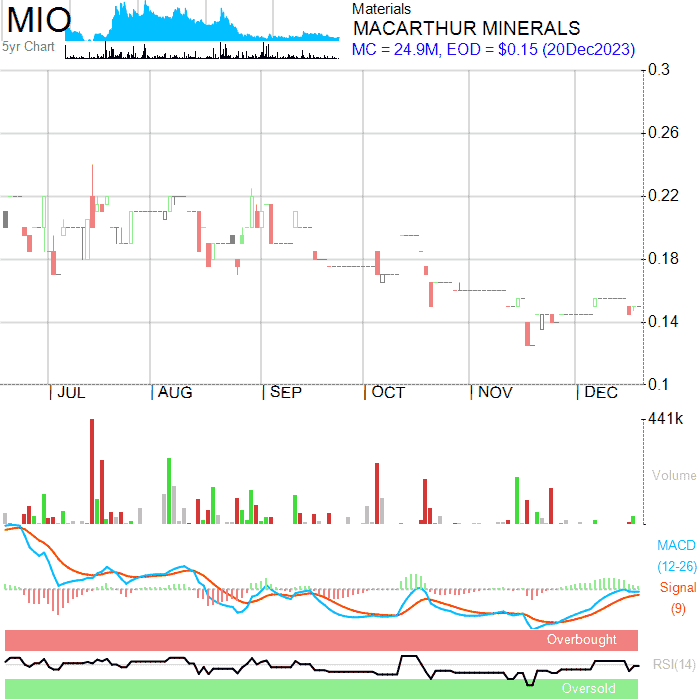 MIO
5yr Chart
Materials
MACARTHUR MINERALS
MC = 24.9M, EOD = $0.15 (20Dec2023)
0.3
0.26
0.22
0.18
0.14
0.1
JUL AUG SEP OCT NOV DEC
441k
Volume
MACD
(12-26)
Signal
(9)
Overbought
RSI(14)
Oversold